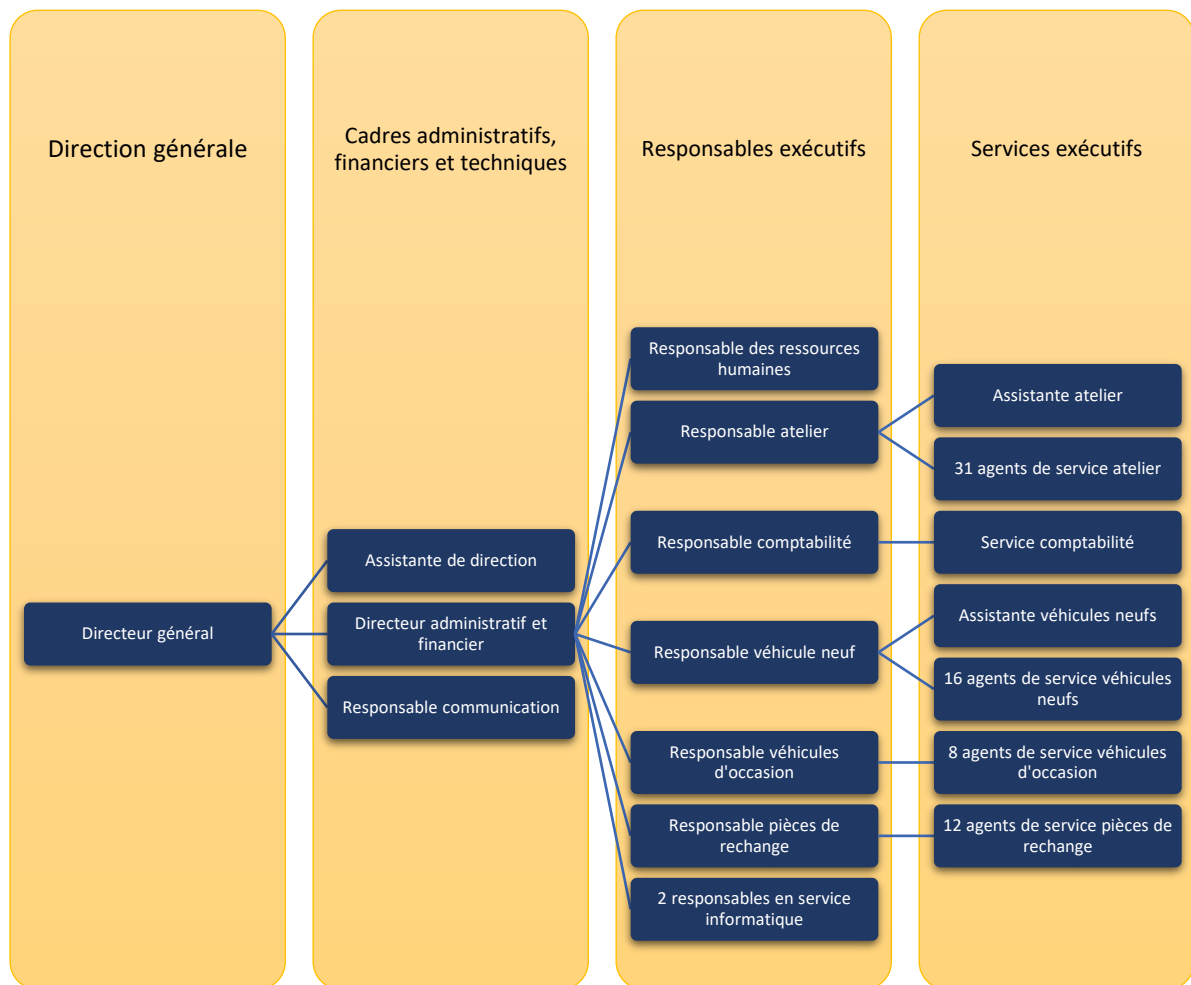 Direction générale
Cadres administratifs,
financiers et techniques
Responsables exécutifs
Services exécutifs
Directeur général
Assistante de direction
Directeur administratif et
financier
Responsable communication
Responsable des ressources
humaines
Responsable atelier
Responsable comptabilité
Responsable véhicule neuf
Responsable véhicules
d'occasion
Responsable pièces de
rechange
2 responsables en service
informatique
Assistante atelier
31 agents de service atelier
Service comptabilité
Assistante véhicules neufs
16 agents de service véhicules
neufs
8 agents de service véhicules
d'occasion
12 agents de service pièces de
rechange